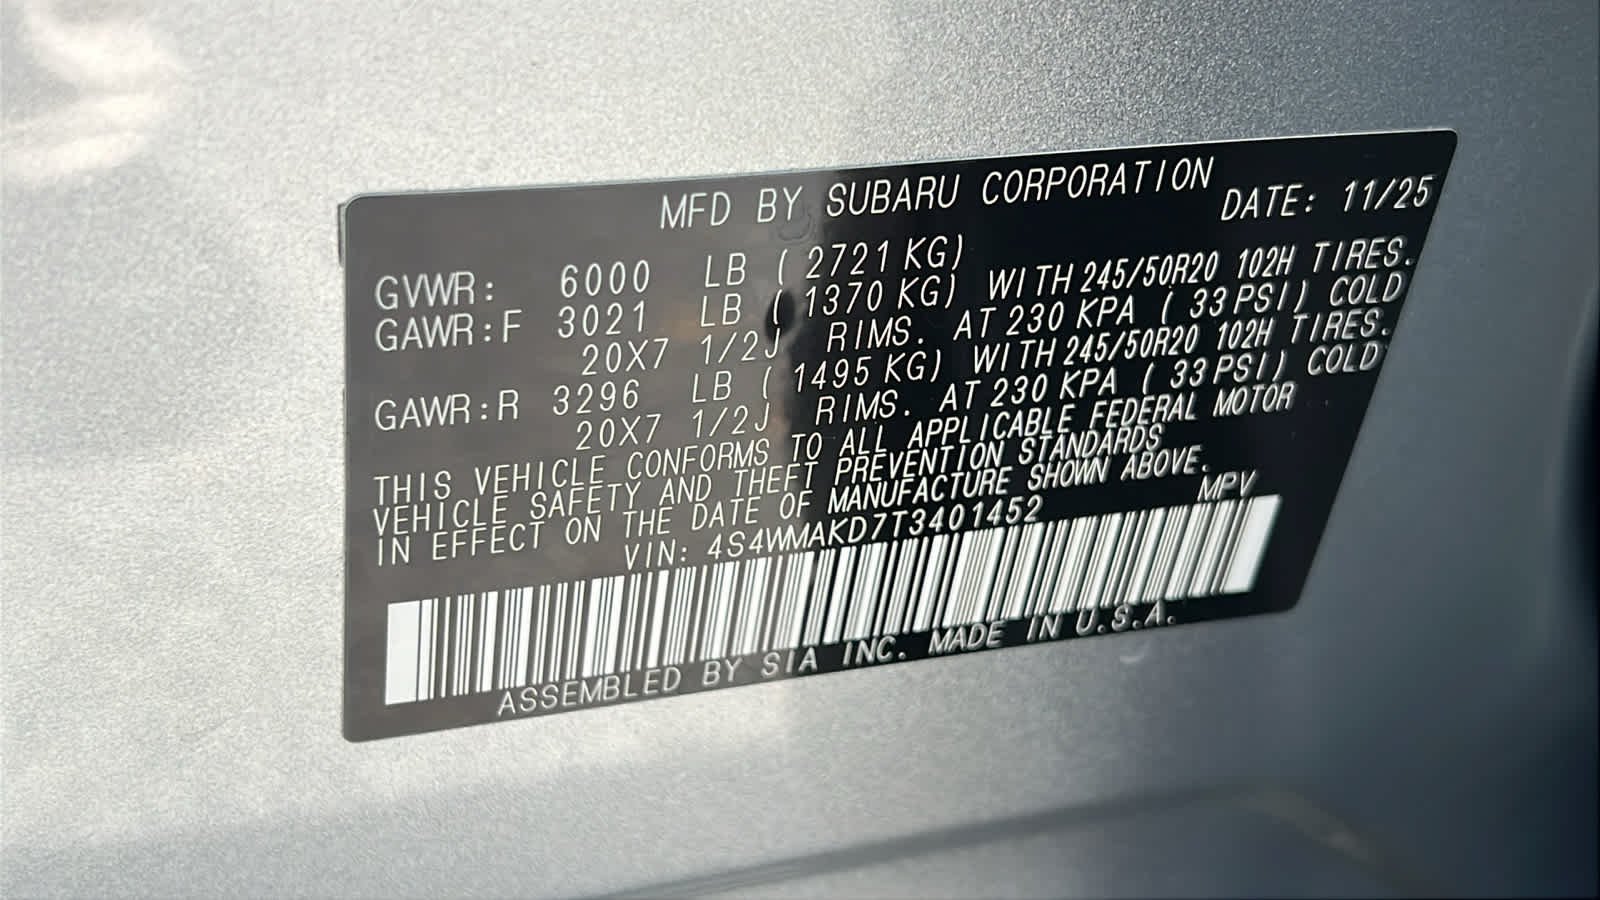 MFD BY SUBARU CORPORATION DATE: 11/25
GVWR: 6000 LB ( 2721 KG)
GAWR:F 3021 LB ( 1370 KG) WITH 245/50R20 102H TIRES.
20X7 1/2J RIMS. AT 230 KPA ( 33 PSI) COLD
GAWR:R 3296 LB ( 1495 KG) WITH 245/50R20 102H TIRES.
20X7 1/2J RIMS. AT 230 KPA ( 33 PSI) COLD
THIS VEHICLE CONFORMS TO ALL APPLICABLE FEDERAL MOTOR
VEHICLE SAFETY AND THEFT PREVENTION STANDARDS
IN EFFECT ON THE DATE OF MANUFACTURE SHOWN ABOVE.
VIN: 4S4WMAKD7T3401452 MPV
ASSEMBLED BY SIA INC. MADE IN U.S.A.